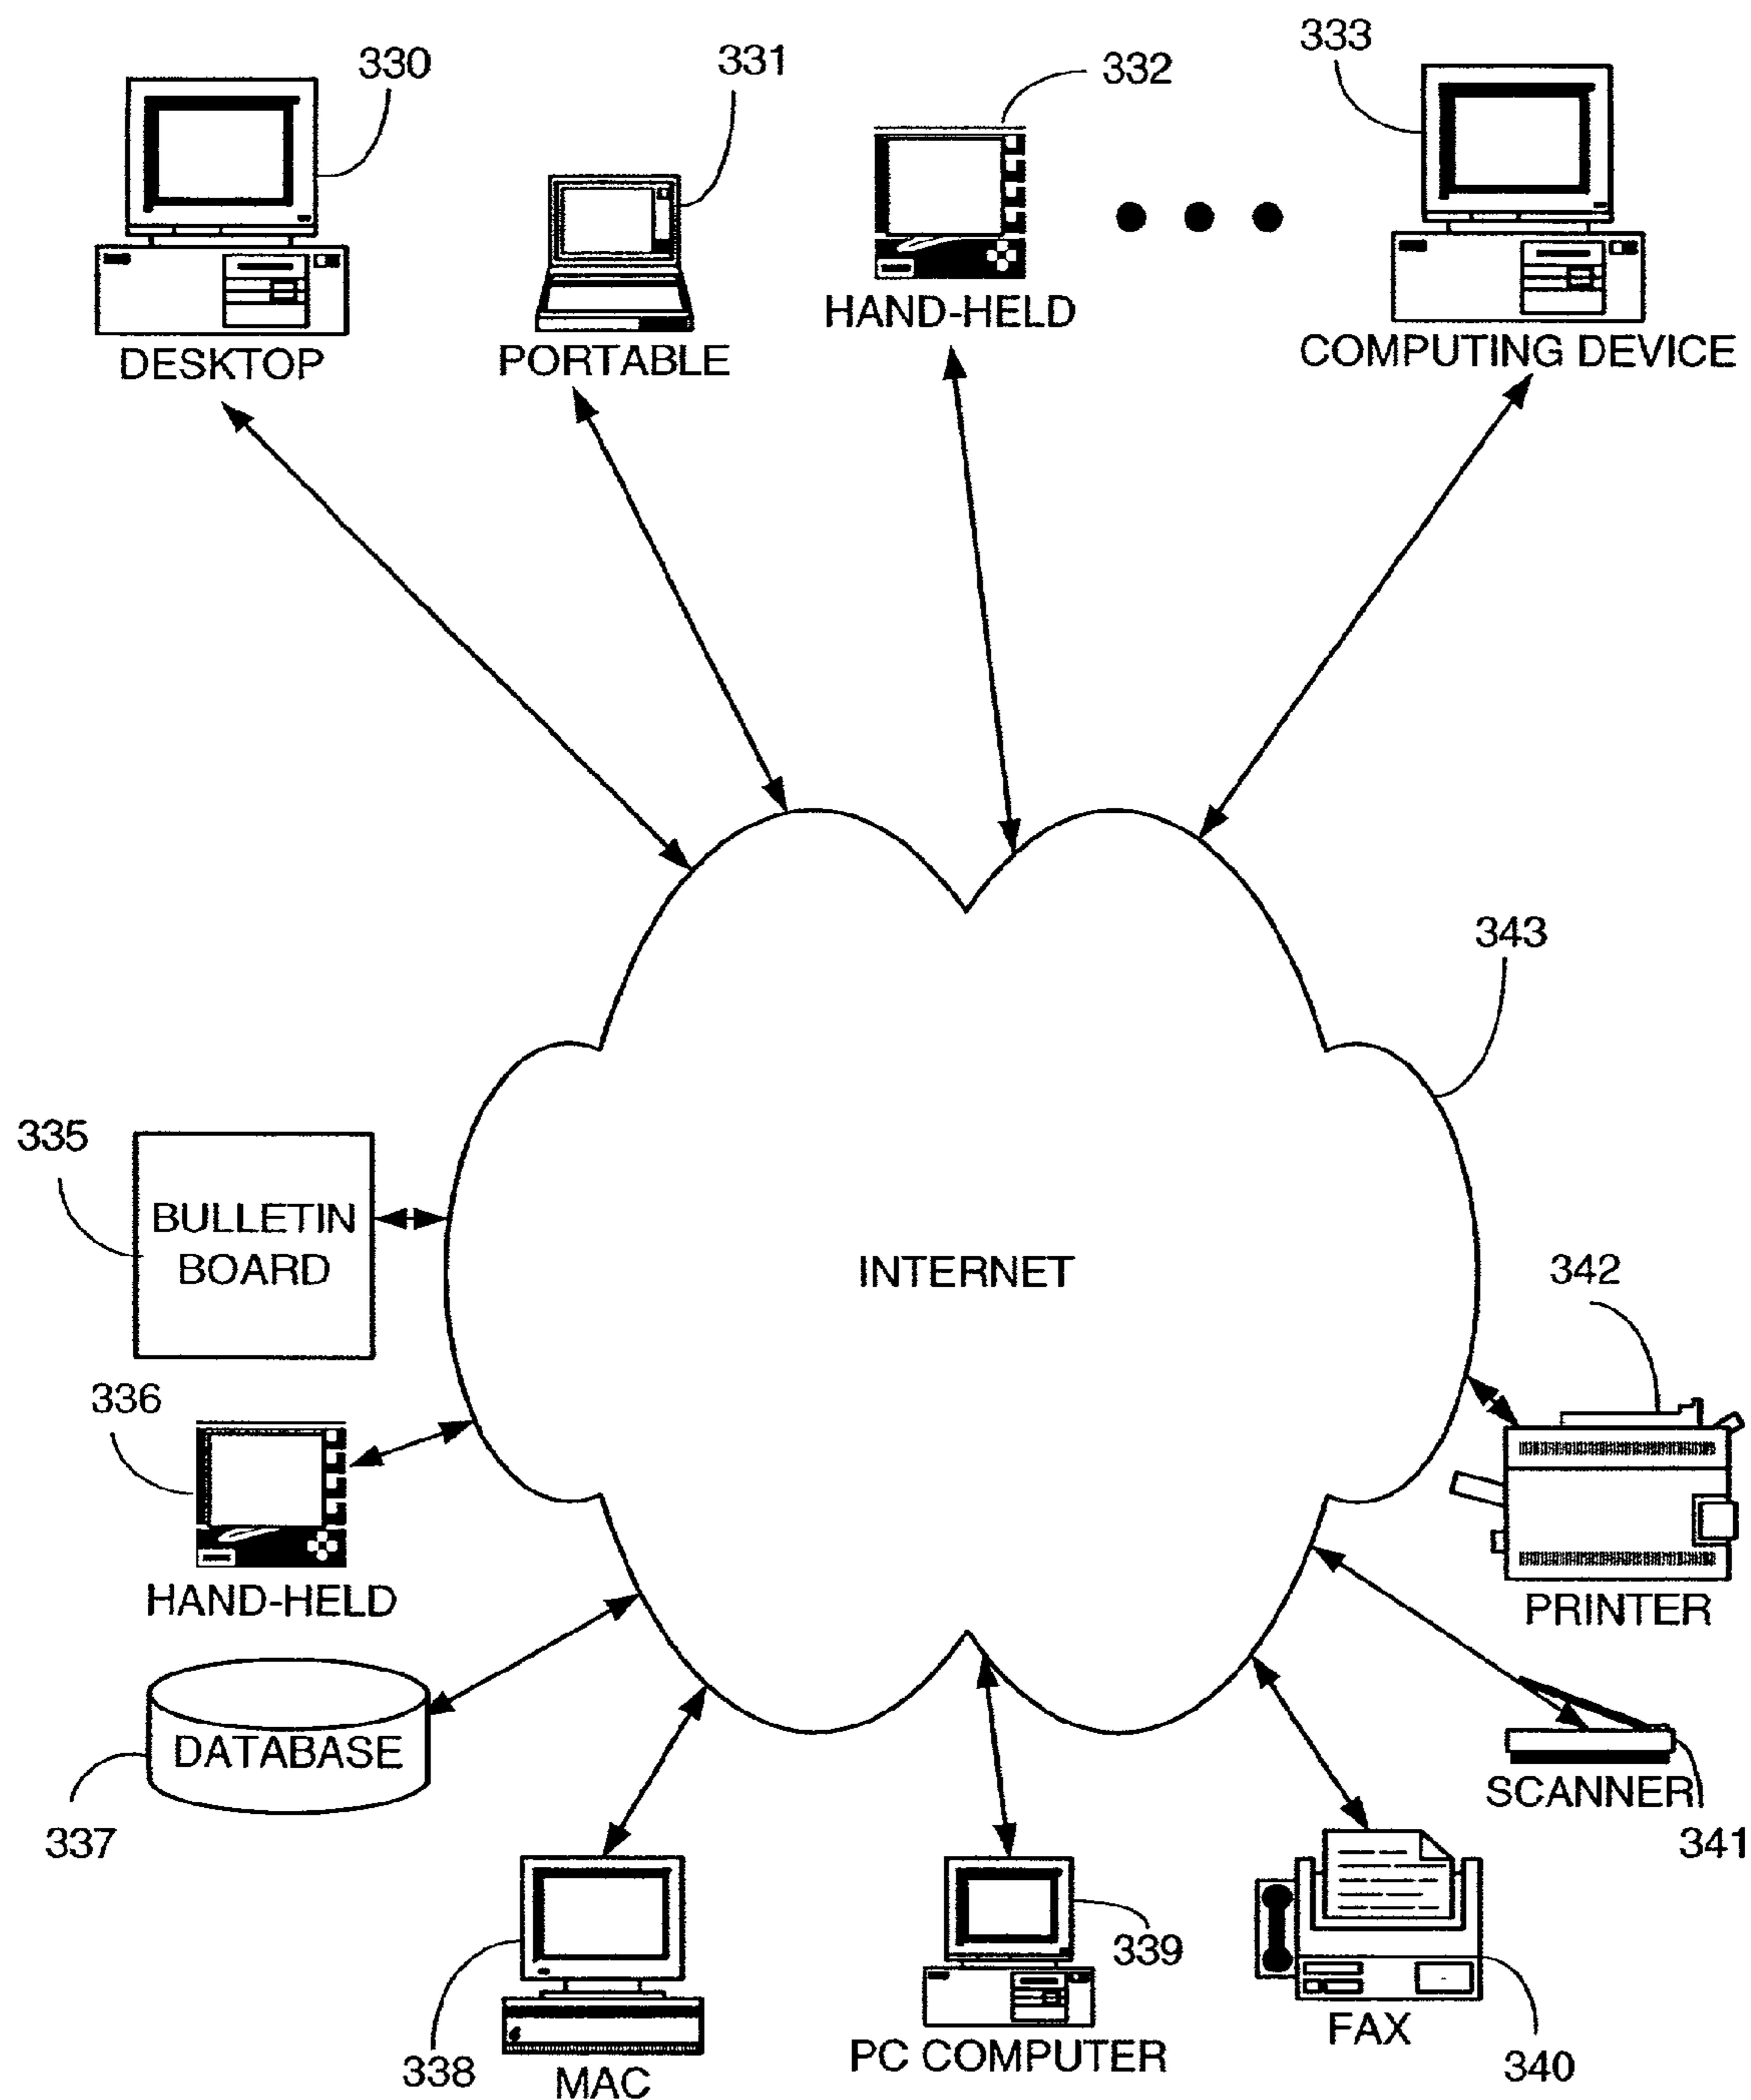 330
331
332
333
DESKTOP
PORTABLE
HAND-HELD
COMPUTING DEVICE
343
335
BULLETIN
BOARD
INTERNET
342
336
HAND-HELD
PRINTER
DATABASE
337
SCANNER
341
338
MAC
339
PC COMPUTER
FAX
340